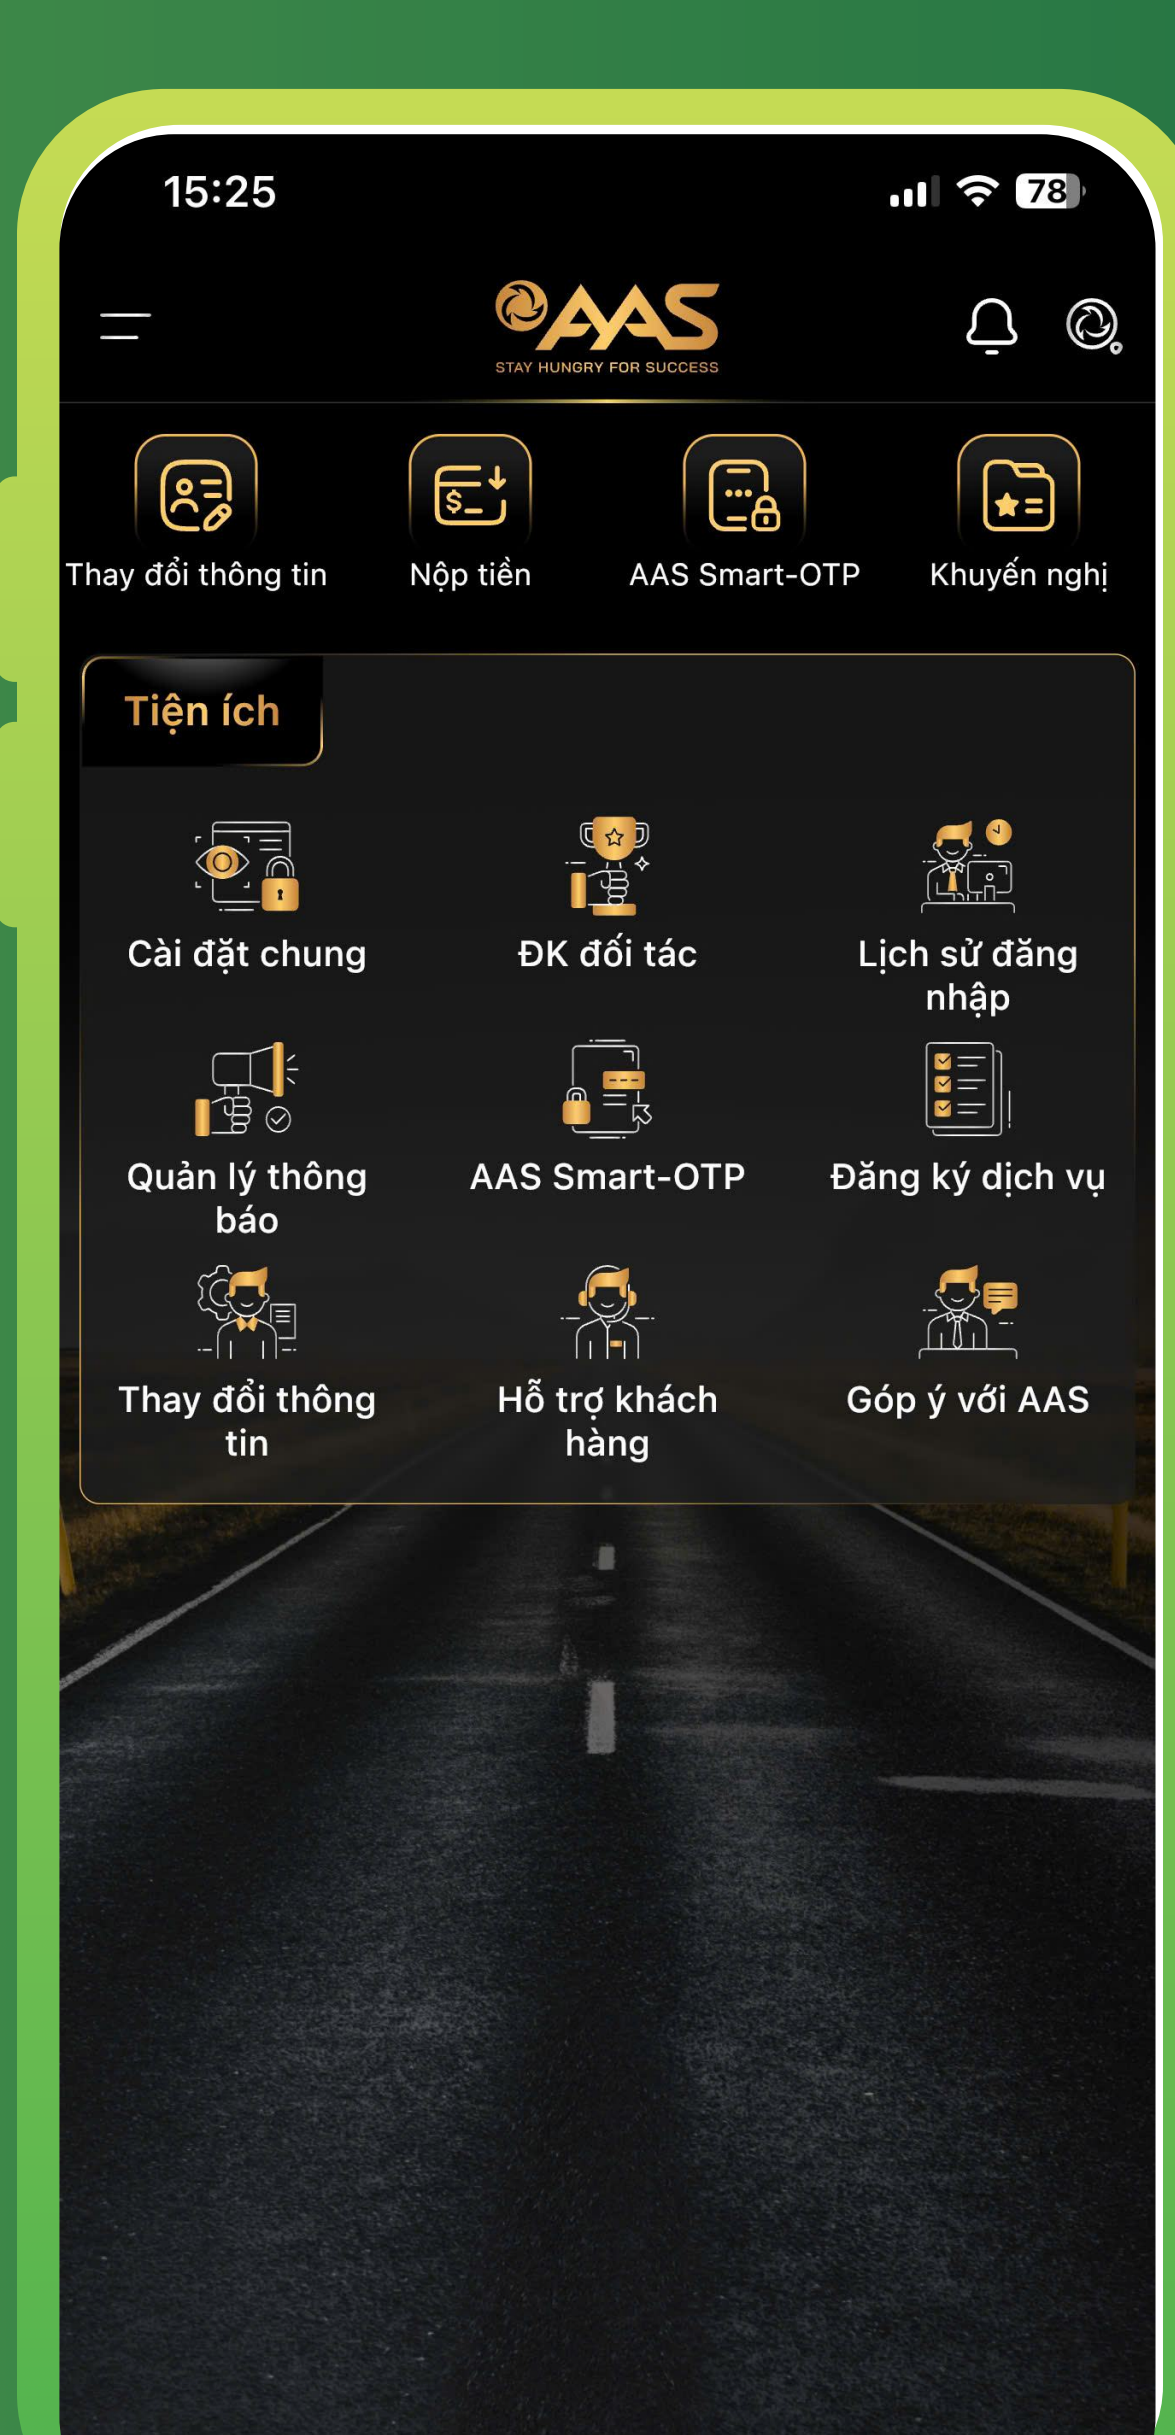 15:25
78
AAS
STAY HUNGRY FOR SUCCESS
Thay đổi thông tin
Nộp tiền
AAS Smart-OTP
Khuyến nghị
Tiện ích
Cài đặt chung
ĐK đối tác
Lịch sử đăng
nhập
Quản lý thông
báo
AAS Smart-OTP
Đăng ký dịch vụ
Thay đổi thông
tin
Hỗ trợ khách
hàng
Góp ý với AAS